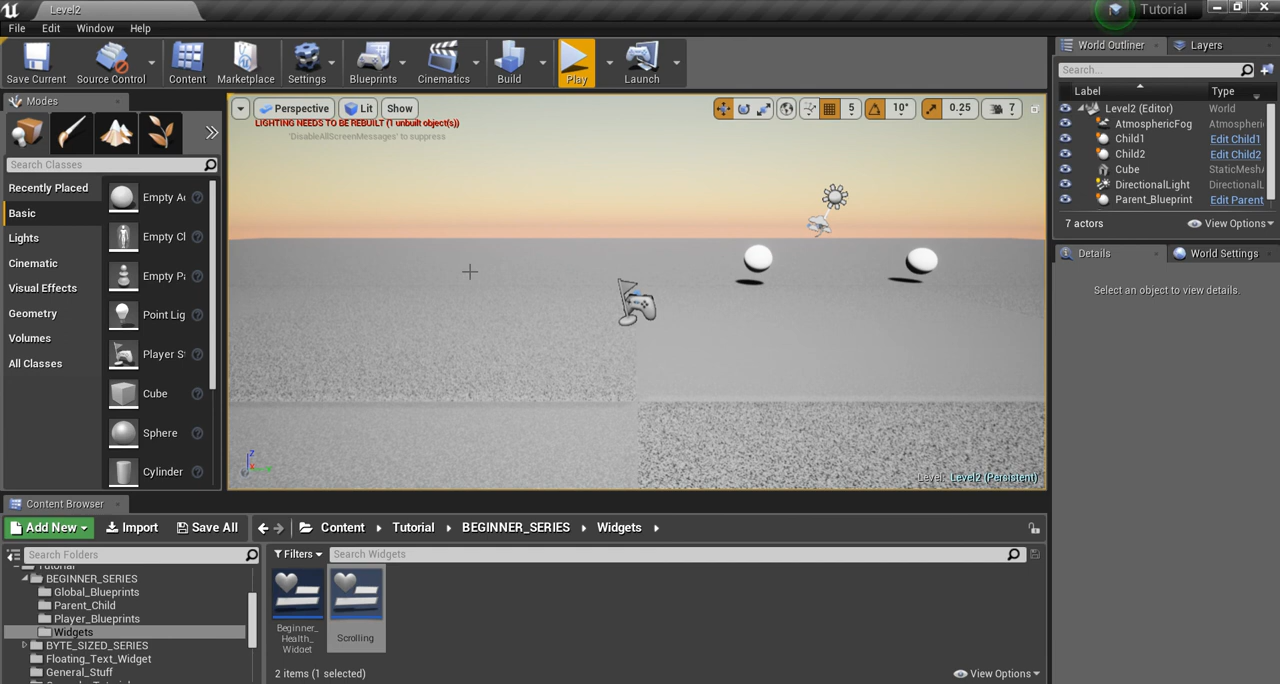 Level2
Tutorial
File Edit Window Help
Save Current Source Control Content Marketplace Settings Blueprints Cinematics Build Play Launch
Modes
Search Classes
Recently Placed
Basic
Lights
Cinematic
Visual Effects
Geometry
Volumes
All Classes
Empty A
Empty Cl
Empty Pa
Point Lig
Player S
Cube
Sphere
Cylinder
Perspective Lit Show
5 10° 0.25 7
LIGHTING NEEDS TO BE REBUILT (1 unbuilt object(s))
'DisableAllScreenMessages' to suppress
Level: Level2 (Persistent)
World Outliner Layers
Search...
Label Type
Level2 (Editor) World
AtmosphericFog Atmospheri
Child1 Edit Child1
Child2 Edit Child2
Cube StaticMesh
DirectionalLight DirectionalL
Parent_Blueprint Edit Parent
7 actors View Options
Details World Settings
Select an object to view details.
Content Browser
Add New Import Save All Content Tutorial BEGINNER_SERIES Widgets
Search Folders
Tutorial
BEGINNER_SERIES
Global_Blueprints
Parent_Child
Player_Blueprints
Widgets
BYTE_SIZED_SERIES
Floating_Text_Widget
General_Stuff
Filters Search Widgets
Beginner_
Health_
Widget
Scrolling
2 items (1 selected) View Options